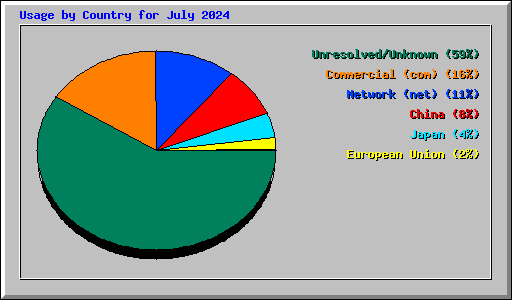 Usage by Country for July 2024
Unresolved/Unknown (59%)
Commercial (com) (16%)
Network (net) (11%)
China (8%)
Japan (4%)
European Union (2%)